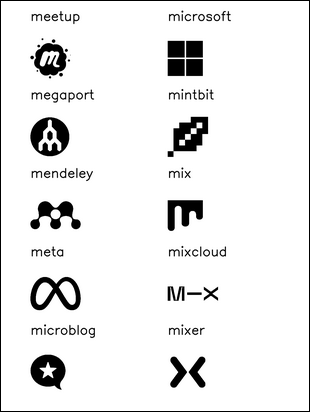 meetup
microsoft
m
megaport
mintbit
mendeley
mix
meta
mixcloud
M–X
microblog
mixer